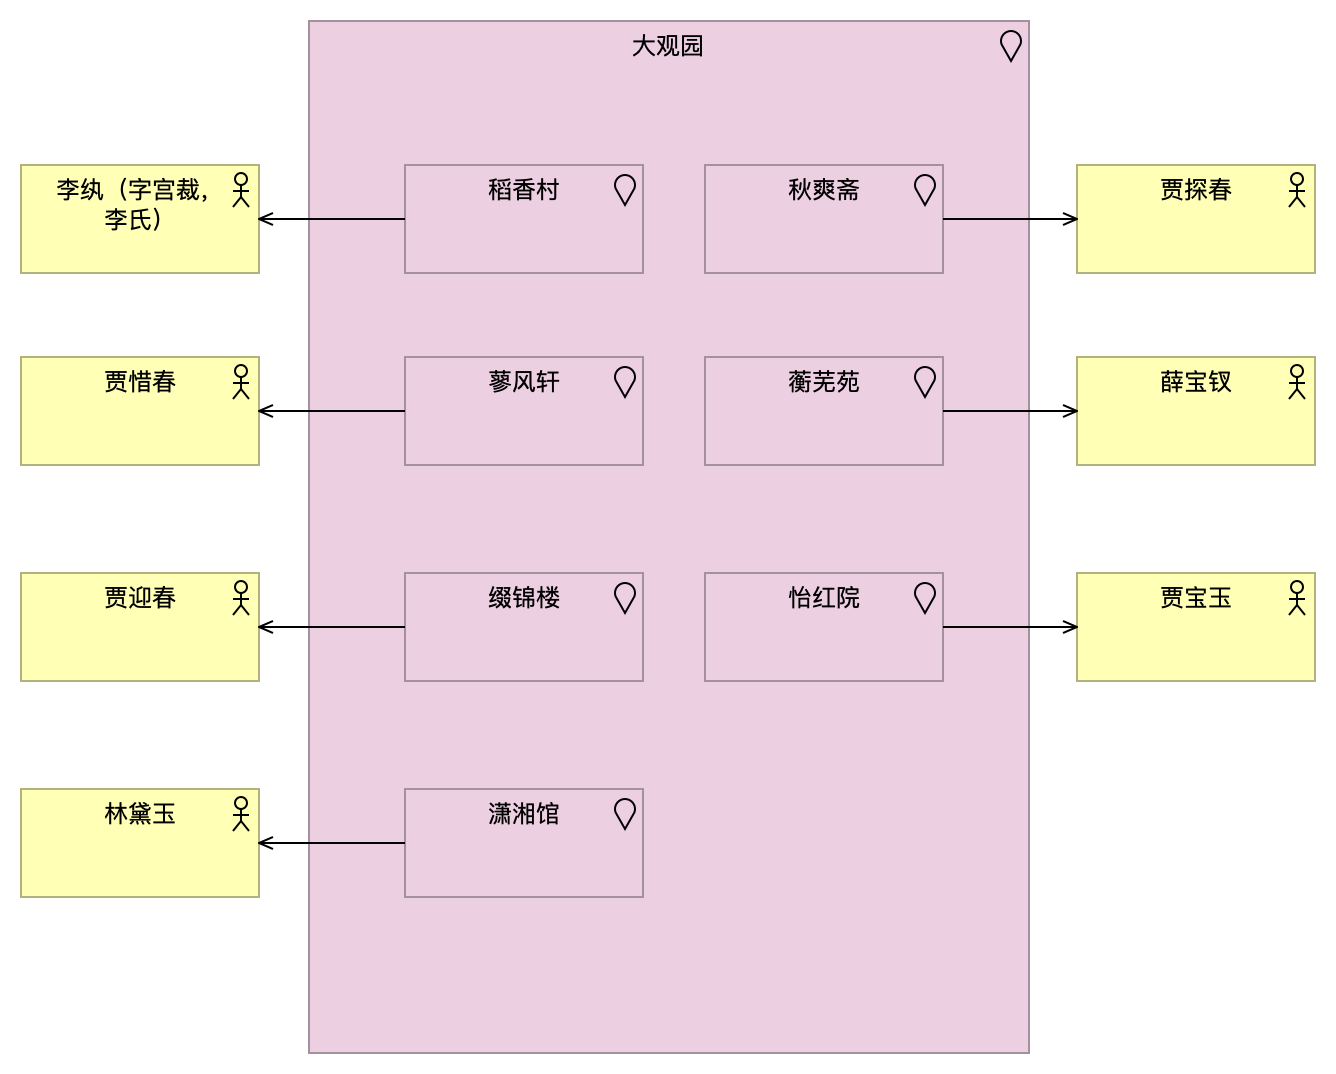 大观园
李纨（字宫裁，
李氏）
稻香村
秋爽斋
贾探春
贾惜春
蓼风轩
蘅芜苑
薛宝钗
贾迎春
缀锦楼
怡红院
贾宝玉
林黛玉
潇湘馆